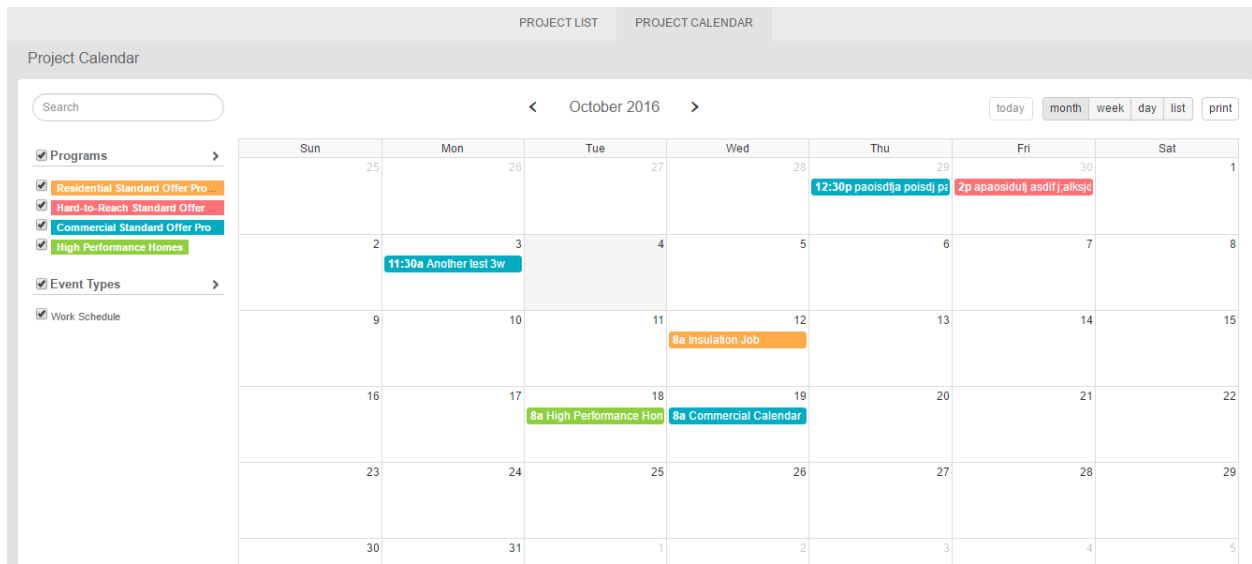 PROJECT LIST PROJECT CALENDAR
Project Calendar
Search
October 2016
today month week day list print
Programs
Residential Standard Offer Pro...
Hard-to-Reach Standard Offer
Commercial Standard Offer Pro
High Performance Homes
Event Types
Work Schedule
Sun Mon Tue Wed Thu Fri Sat
25 26 27 28 29 30 1
12:30p paoisdfja poisdj pa 2p apaosidufj asdif j;alksjd
2 3 4 5 6 7 8
11:30a Another test 3w
9 10 11 12 13 14 15
8a Insulation Job
16 17 18 19 20 21 22
8a High Performance Hom 8a Commercial Calendar
23 24 25 26 27 28 29
30 31 1 2 3 4 5